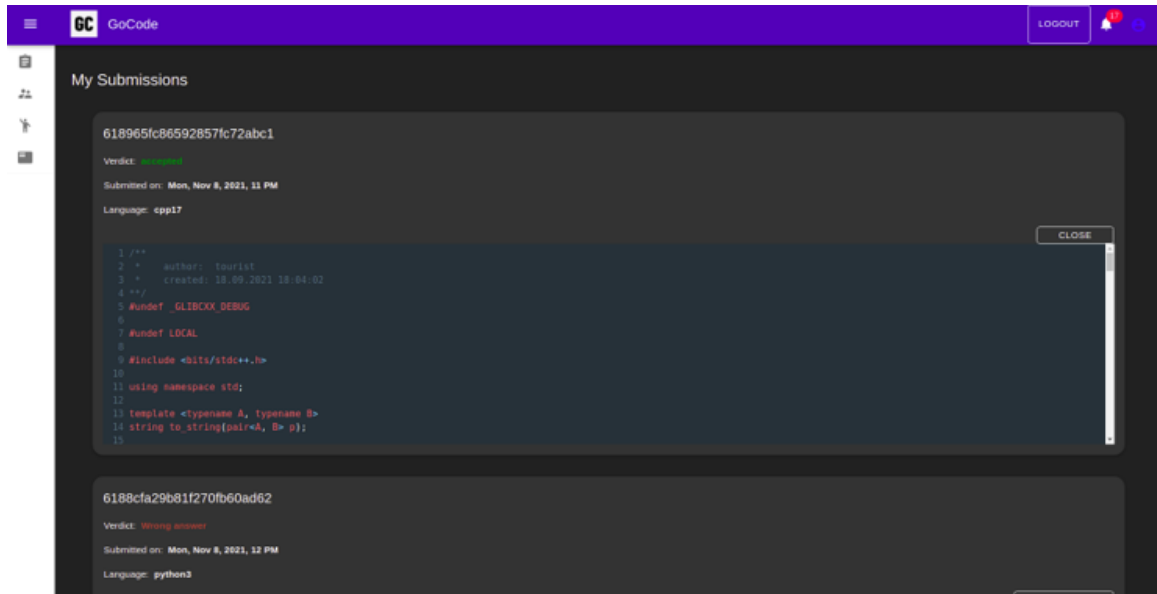 GC GoCode LOGOUT 17
My Submissions
618965fc86592857fc72abc1
Verdict: accepted
Submitted on: Mon, Nov 8, 2021, 11 PM
Language: cpp17
CLOSE
1 /**
2 * author: tourist
3 * created: 18.09.2021 18:04:02
4 **/
5 #undef _GLIBCXX_DEBUG
6
7 #undef LOCAL
8
9 #include <bits/stdc++.h>
10
11 using namespace std;
12
13 template <typename A, typename B>
14 string to_string(pair<A, B> p);
15
6188cfa29b81f270fb60ad62
Verdict: Wrong answer
Submitted on: Mon, Nov 8, 2021, 12 PM
Language: python3